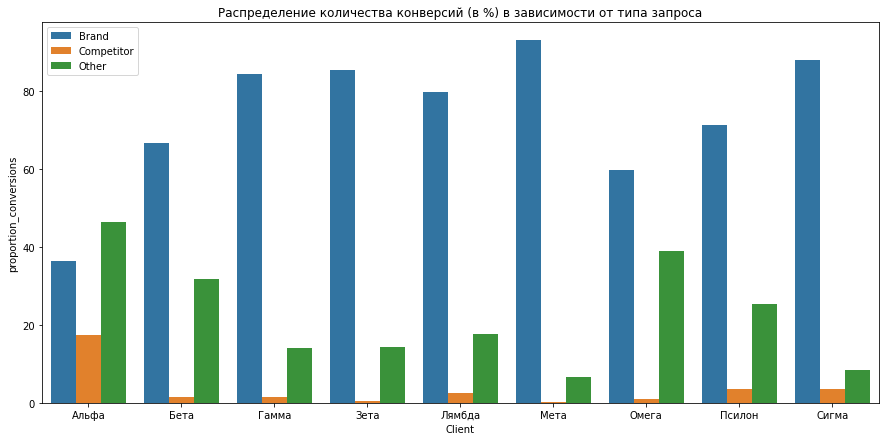 Распределение количества конверсий (в %) в зависимости от типа запроса
Brand
Competitor
Other
proportion_conversions
80
60
40
20
0
Альфа Бета Гамма Зета Лямбда Мета Омега Псилон Сигма
Client